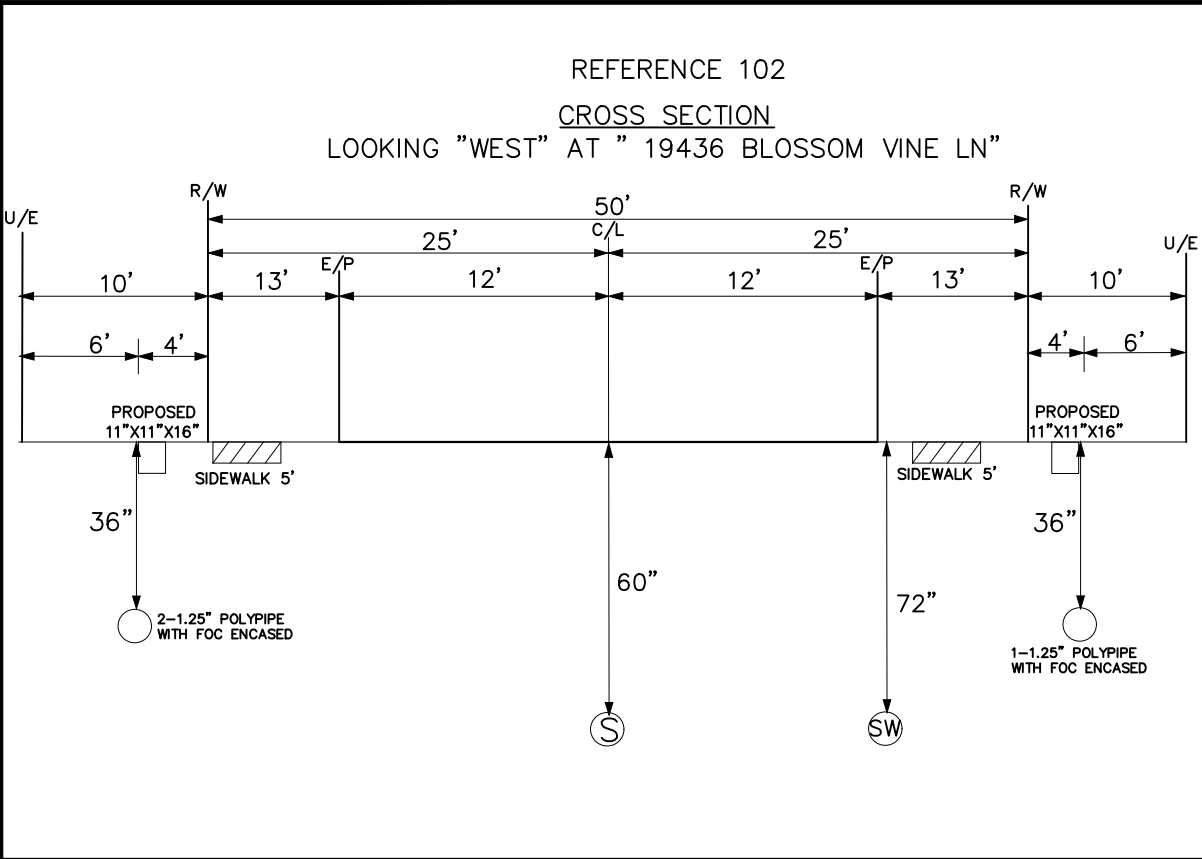 REFERENCE 102
CROSS SECTION
LOOKING "WEST" AT " 19436 BLOSSOM VINE LN"
R/W
R/W
U/E
50'
C/L
U/E
25'
25'
E/P
E/P
10'
13'
12'
12'
13'
10'
6'
4'
4'
6'
PROPOSED
11"X11"X16"
PROPOSED
11"X11"X16"
SIDEWALK 5'
SIDEWALK 5'
36"
36"
60"
72"
2-1.25" POLYPIPE
WITH FOC ENCASED
1-1.25" POLYPIPE
WITH FOC ENCASED
S
SW